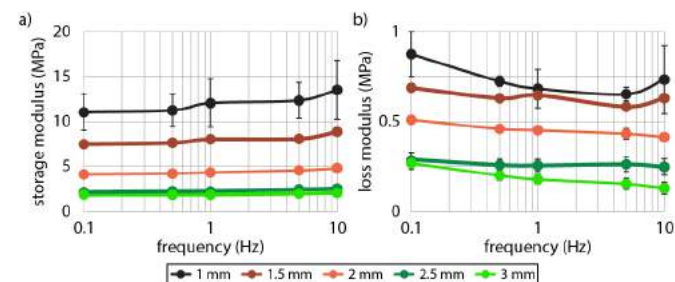 a)
20
15
10
5
0
storage modulus (MPa)
0.1
1
10
frequency (Hz)
b)
1
0.5
0
loss modulus (MPa)
0.1
1
10
frequency (Hz)
1 mm
1.5 mm
2 mm
2.5 mm
3 mm